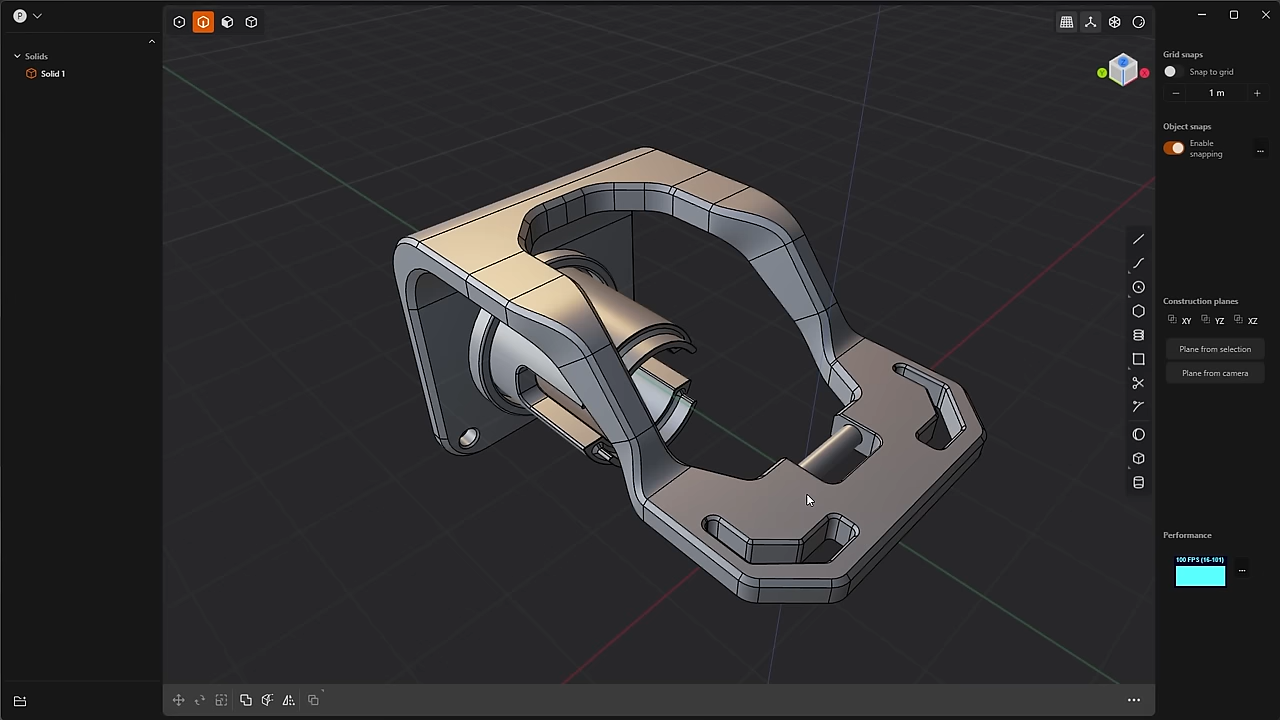 P
Solids
Solid 1
Z
Y
X
Grid snaps
Snap to grid
1 m
Object snaps
Enable
snapping
...
Construction planes
XY
YZ
XZ
Plane from selection
Plane from camera
Performance
100 FPS (16-101)
...